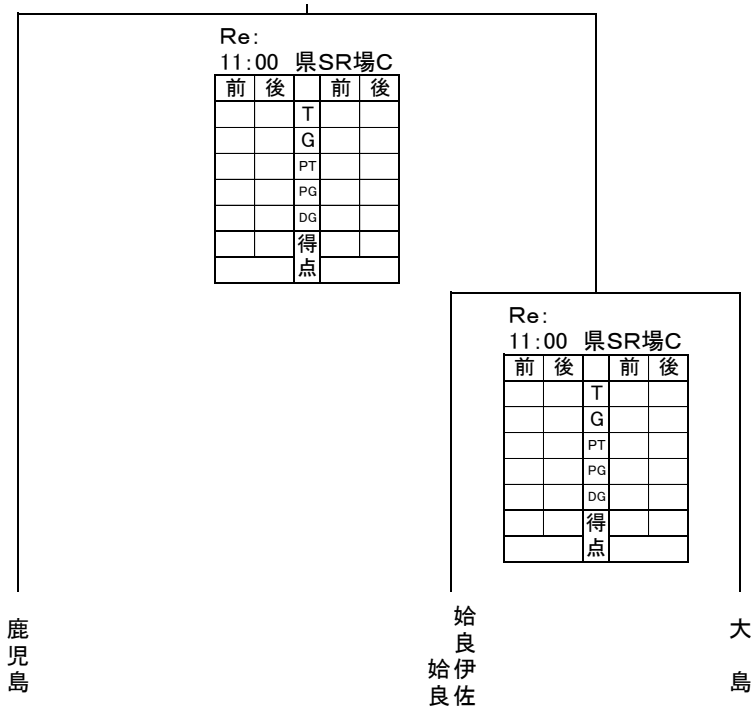 Re:
11:00 県SR場C
前 後 前 後
T
G
PT
PG
DG
得点
Re:
11:00 県SR場C
前 後 前 後
T
G
PT
PG
DG
得点
鹿児島
姶良伊佐
姶良
大島